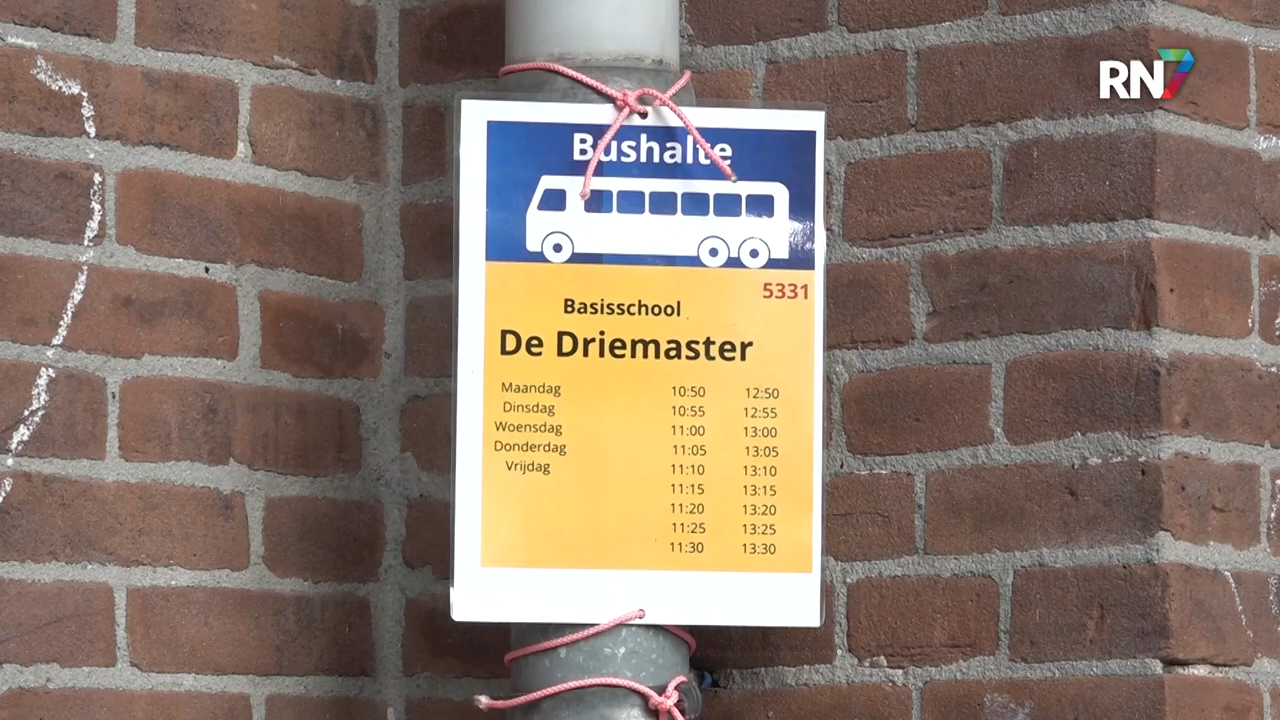 RN7
Bushalte
5331
Basisschool
De Driemaster
Maandag 10:50 12:50
Dinsdag 10:55 12:55
Woensdag 11:00 13:00
Donderdag 11:05 13:05
Vrijdag 11:10 13:10
11:15 13:15
11:20 13:20
11:25 13:25
11:30 13:30